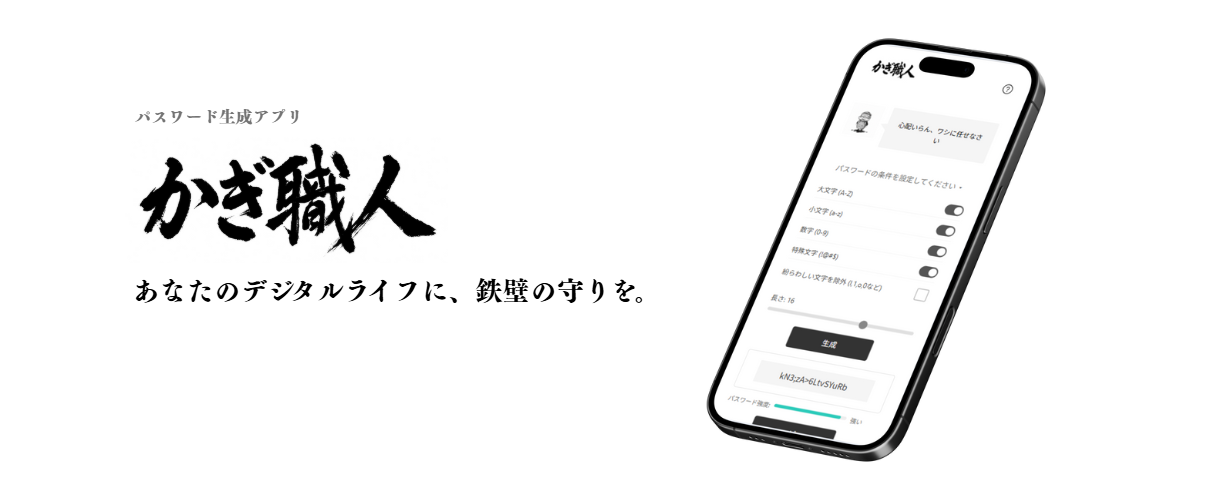 パスワード生成アプリ
かぎ職人
あなたのデジタルライフに、鉄壁の守りを。
かぎ職人
?
心配いらん、ワシに任せなさ
い
パスワードの条件を設定してください
大文字 (A-Z)
小文字 (a-z)
数字 (0-9)
特殊文字 (!@#$)
紛らわしい文字を除外 (l,1,o,0など)
長さ: 16
生成
kN3;zA>6LtvSYuRb
パスワード強度:
強い